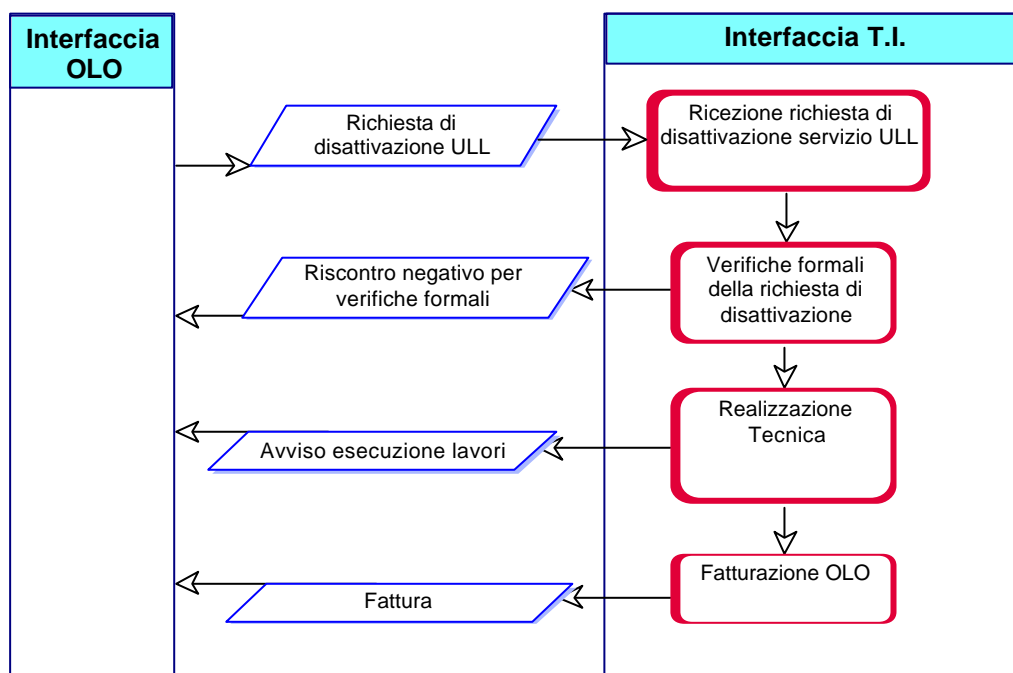 Interfaccia
OLO
Interfaccia T.I.
Richiesta di
disattivazione ULL
Ricezione richiesta di
disattivazione servizio ULL
Riscontro negativo per
verifiche formali
Verifiche formali
della richiesta di
disattivazione
Avviso esecuzione lavori
Realizzazione
Tecnica
Fattura
Fatturazione OLO